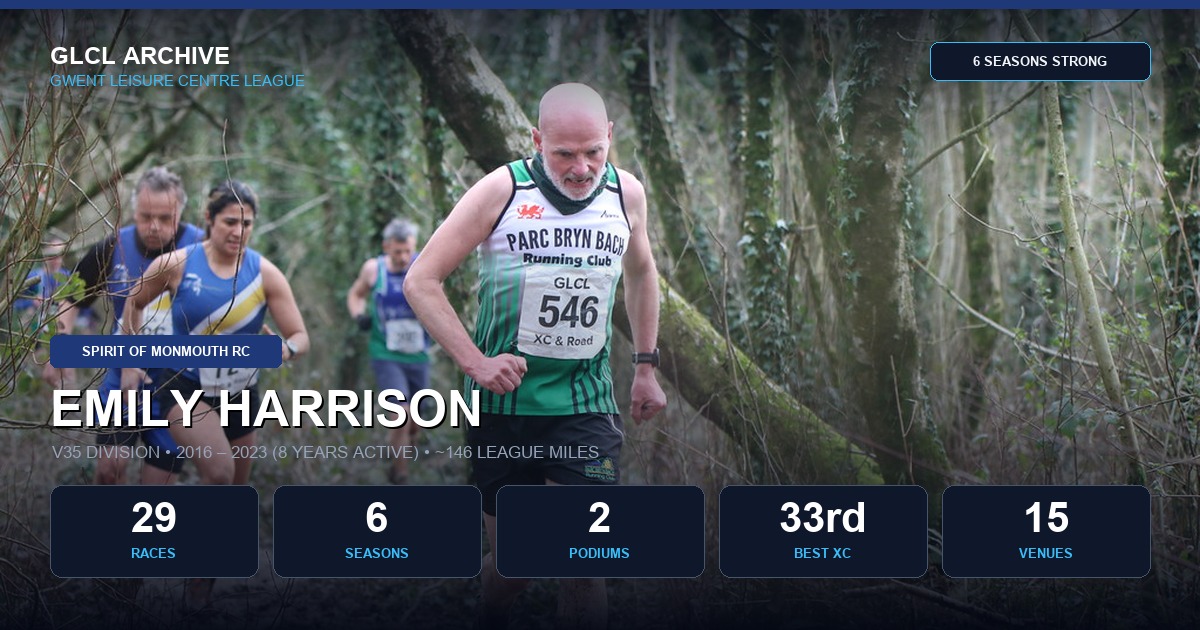 GLCL ARCHIVE
GWENT LEISURE CENTRE LEAGUE
6 SEASONS STRONG
PARC BRYN BACH
Running Club
GLCL
546
XC & Road
SPIRIT OF MONMOUTH RC
EMILY HARRISON
V35 DIVISION • 2016 – 2023 (8 YEARS ACTIVE) • ~146 LEAGUE MILES
29
RACES
6
SEASONS
2
PODIUMS
33rd
BEST XC
15
VENUES